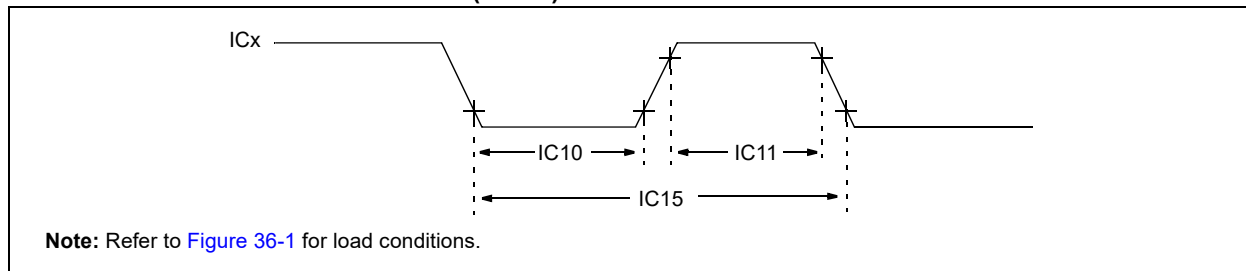 ICx
IC10
IC11
IC15
Note: Refer to Figure 36-1 for load conditions.